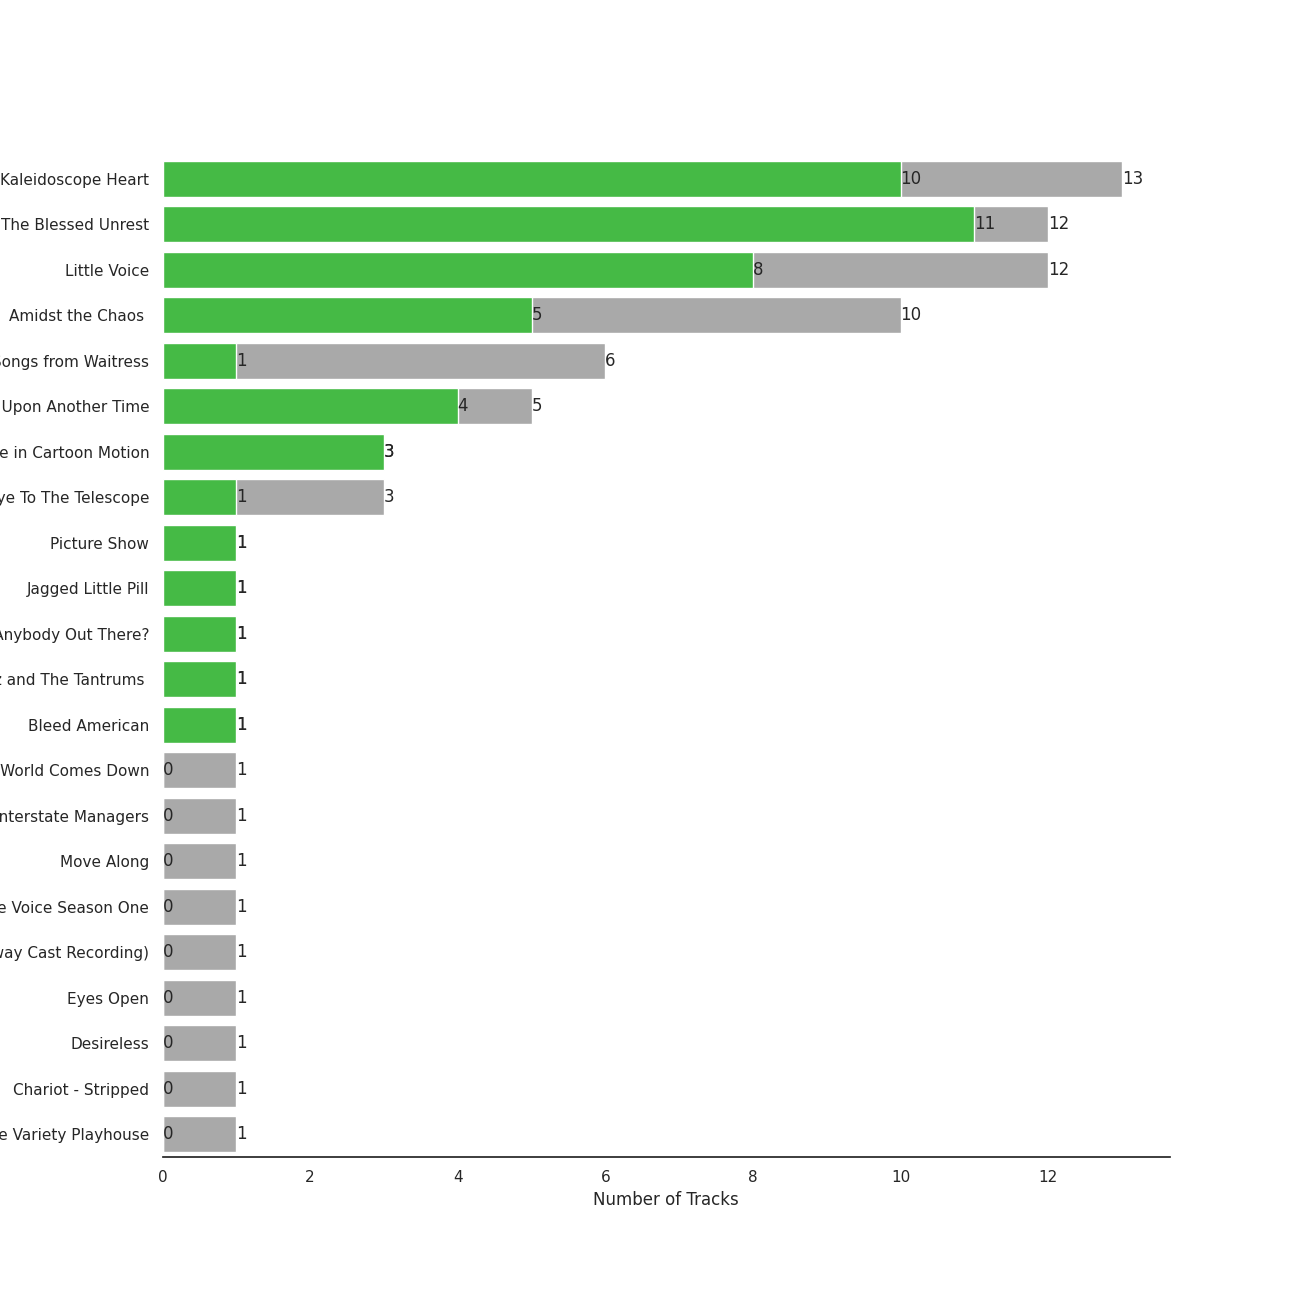 Kaleidoscope Heart 10 13
The Blessed Unrest 11 12
Little Voice 8 12
Amidst the Chaos 5 10
Songs from Waitress 1 6
Upon Another Time 4 5
in Cartoon Motion 3
To The Telescope 1 3
Picture Show 1
Jagged Little Pill 1
Anybody Out There? 1
and The Tantrums 1
Bleed American 1
World Comes Down 0 1
Interstate Managers 0 1
Move Along 0 1
Voice Season One 0 1
Cast Recording) 0 1
Eyes Open 0 1
Desireless 0 1
Chariot - Stripped 0 1
Variety Playhouse 0 1
0 2 4 6 8 10 12
Number of Tracks